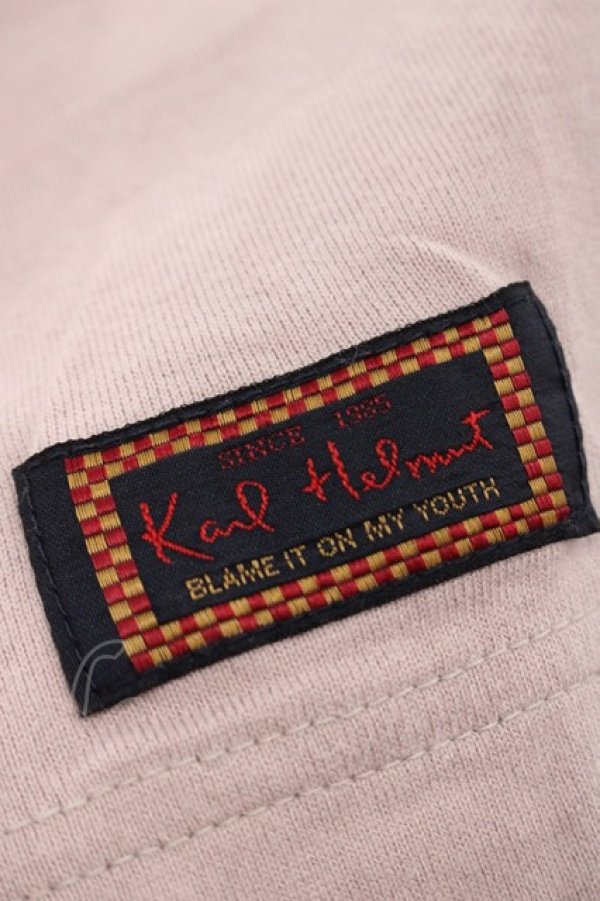 SINCE 1985
Karl Helmut
BLAME IT ON MY YOUTH